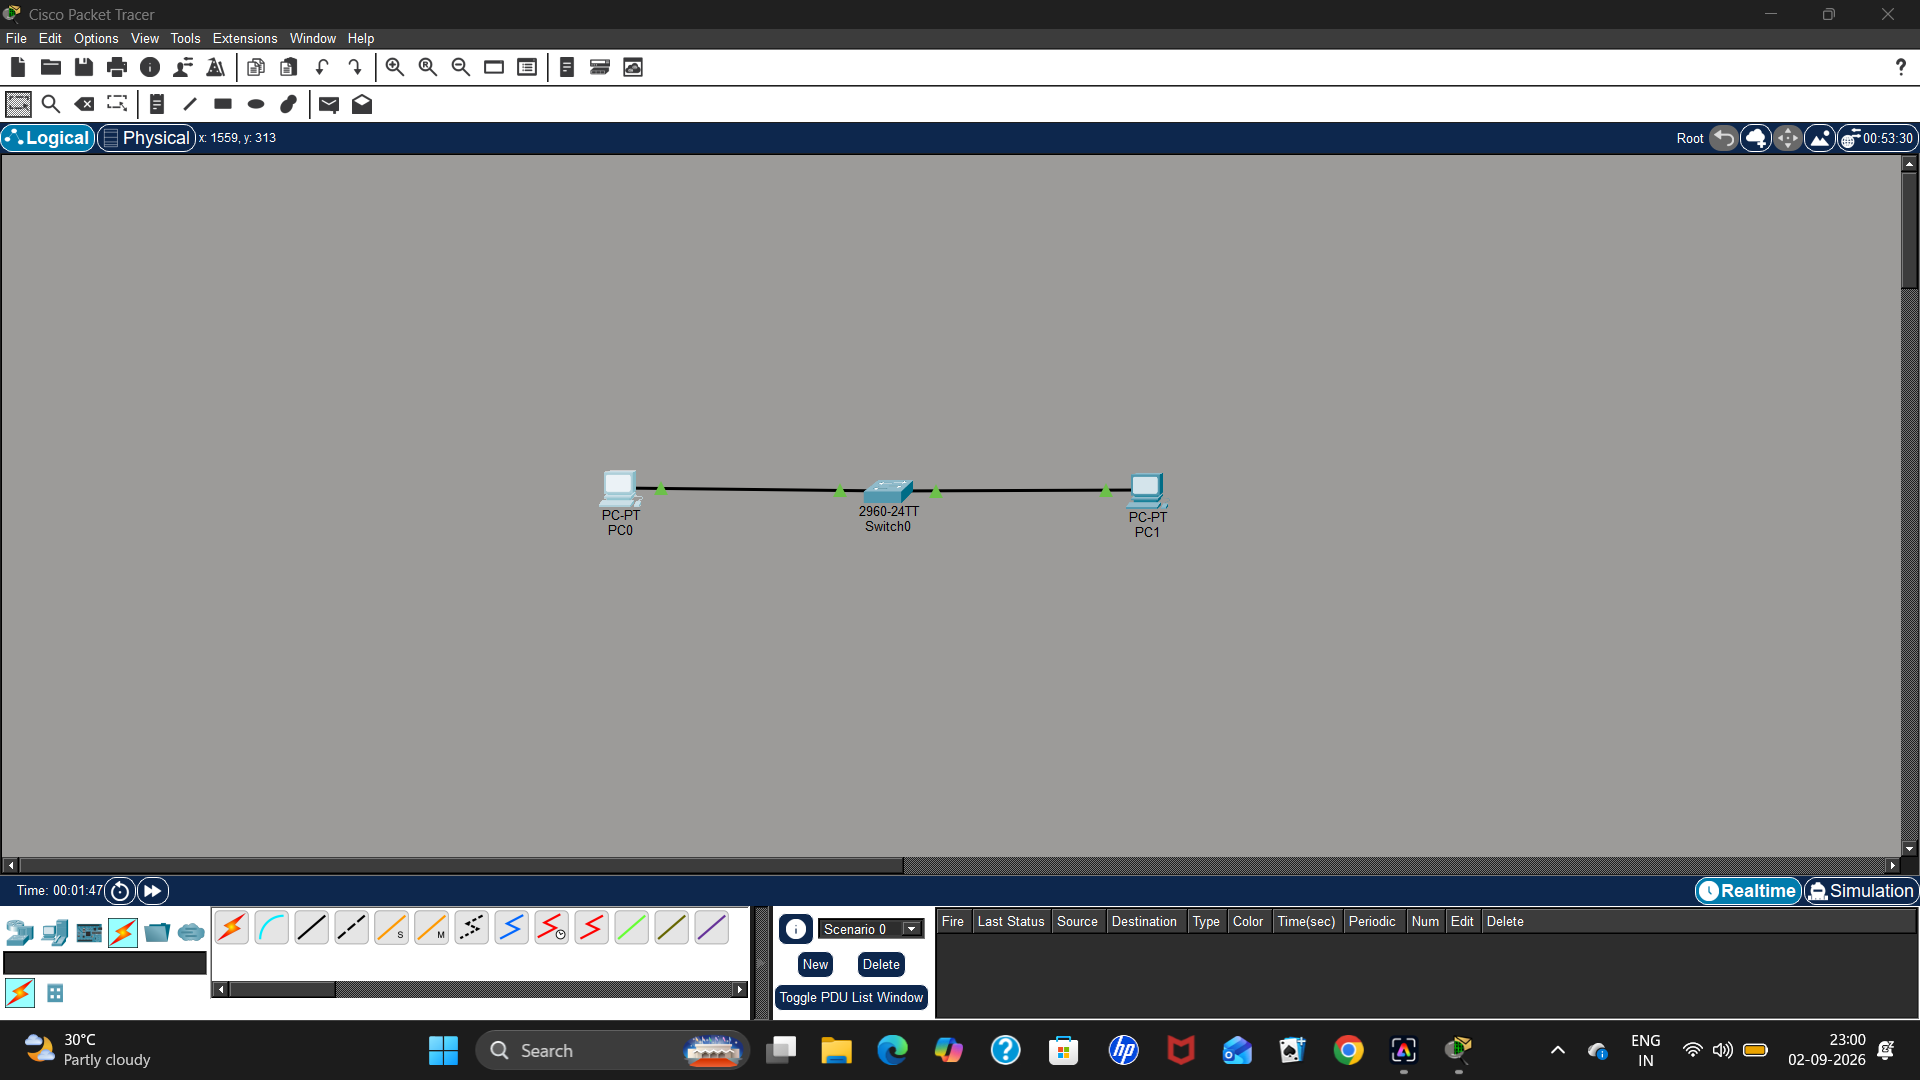 Cisco Packet Tracer
File Edit Options View Tools Extensions Window Help
?
Logical Physical x: 1559, y: 313 Root 00:53:30
PC-PT
PC0
2960-24TT
Switch0
PC-PT
PC1
Time: 00:01:47 Realtime Simulation
S M
Scenario 0
New Delete
Toggle PDU List Window
Fire Last Status Source Destination Type Color Time(sec) Periodic Num Edit Delete
30°C
Partly cloudy
Search
hp
ENG
IN
23:00
02-09-2026